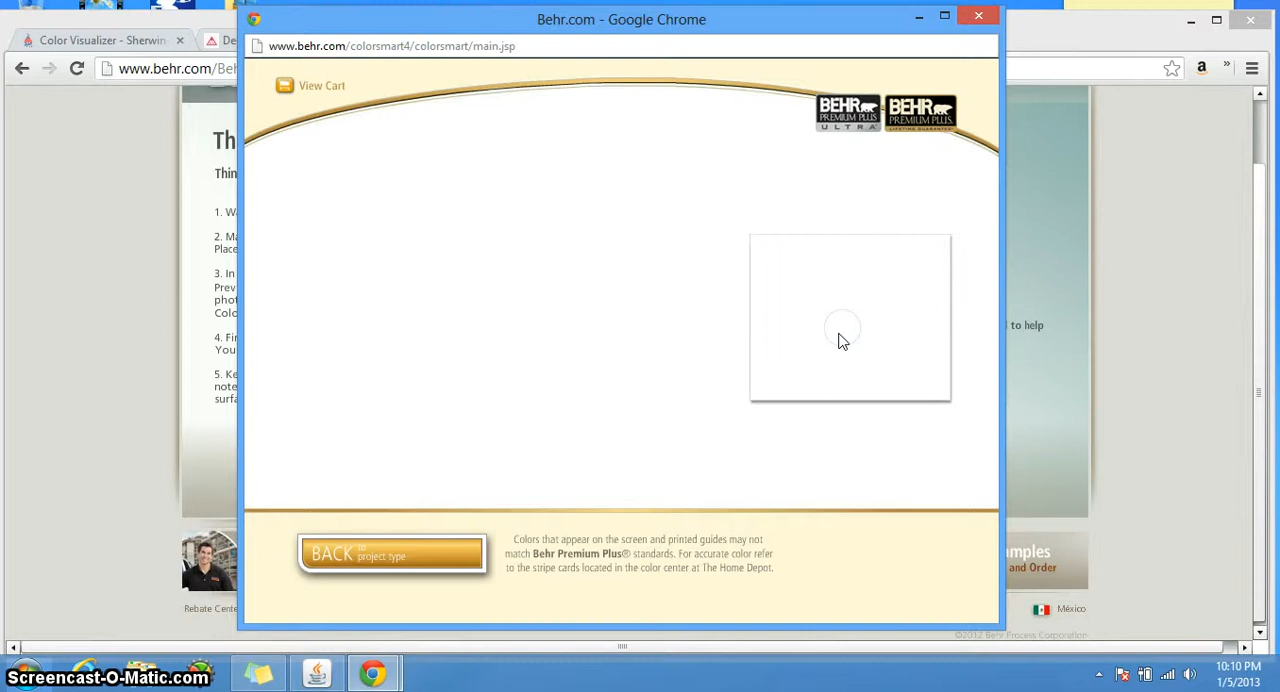 Behr.com - Google Chrome
Color Visualizer - Sherwin
De
www.behr.com/colorsmart4/colorsmart/main.jsp
www.behr.com/Beh
View Cart
BEHR PREMIUM PLUS ULTRA
BEHR PREMIUM PLUS
Th
Thin
1. Wa
2. Ma
Place
3. In
Prev
phot
Colo
to help
4. Fir
You
5. Ke
note
surfa
BACK to project type
Colors that appear on the screen and printed guides may not
match Behr Premium Plus® standards. For accurate color refer
to the stripe cards located in the color center at The Home Depot.
amples
and Order
Rebate Cente
México
©2012 Behr Process Corporation
Screencast-O-Matic.com
10:10 PM
1/5/2013